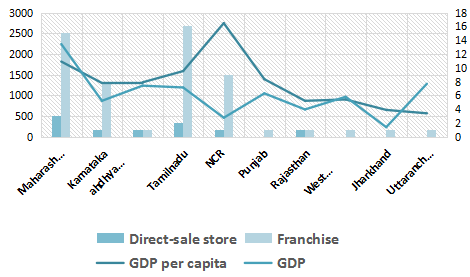 3000
2500
2000
1500
1000
500
0
18
16
14
12
10
8
6
4
2
0
Maharash...
Karnataka
ahdhva...
Tamilnadu
NCR
Punjab
Rajasthan
West...
Jharkhand
Uttaranch...
Direct-sale store
Franchise
GDP per capita
GDP